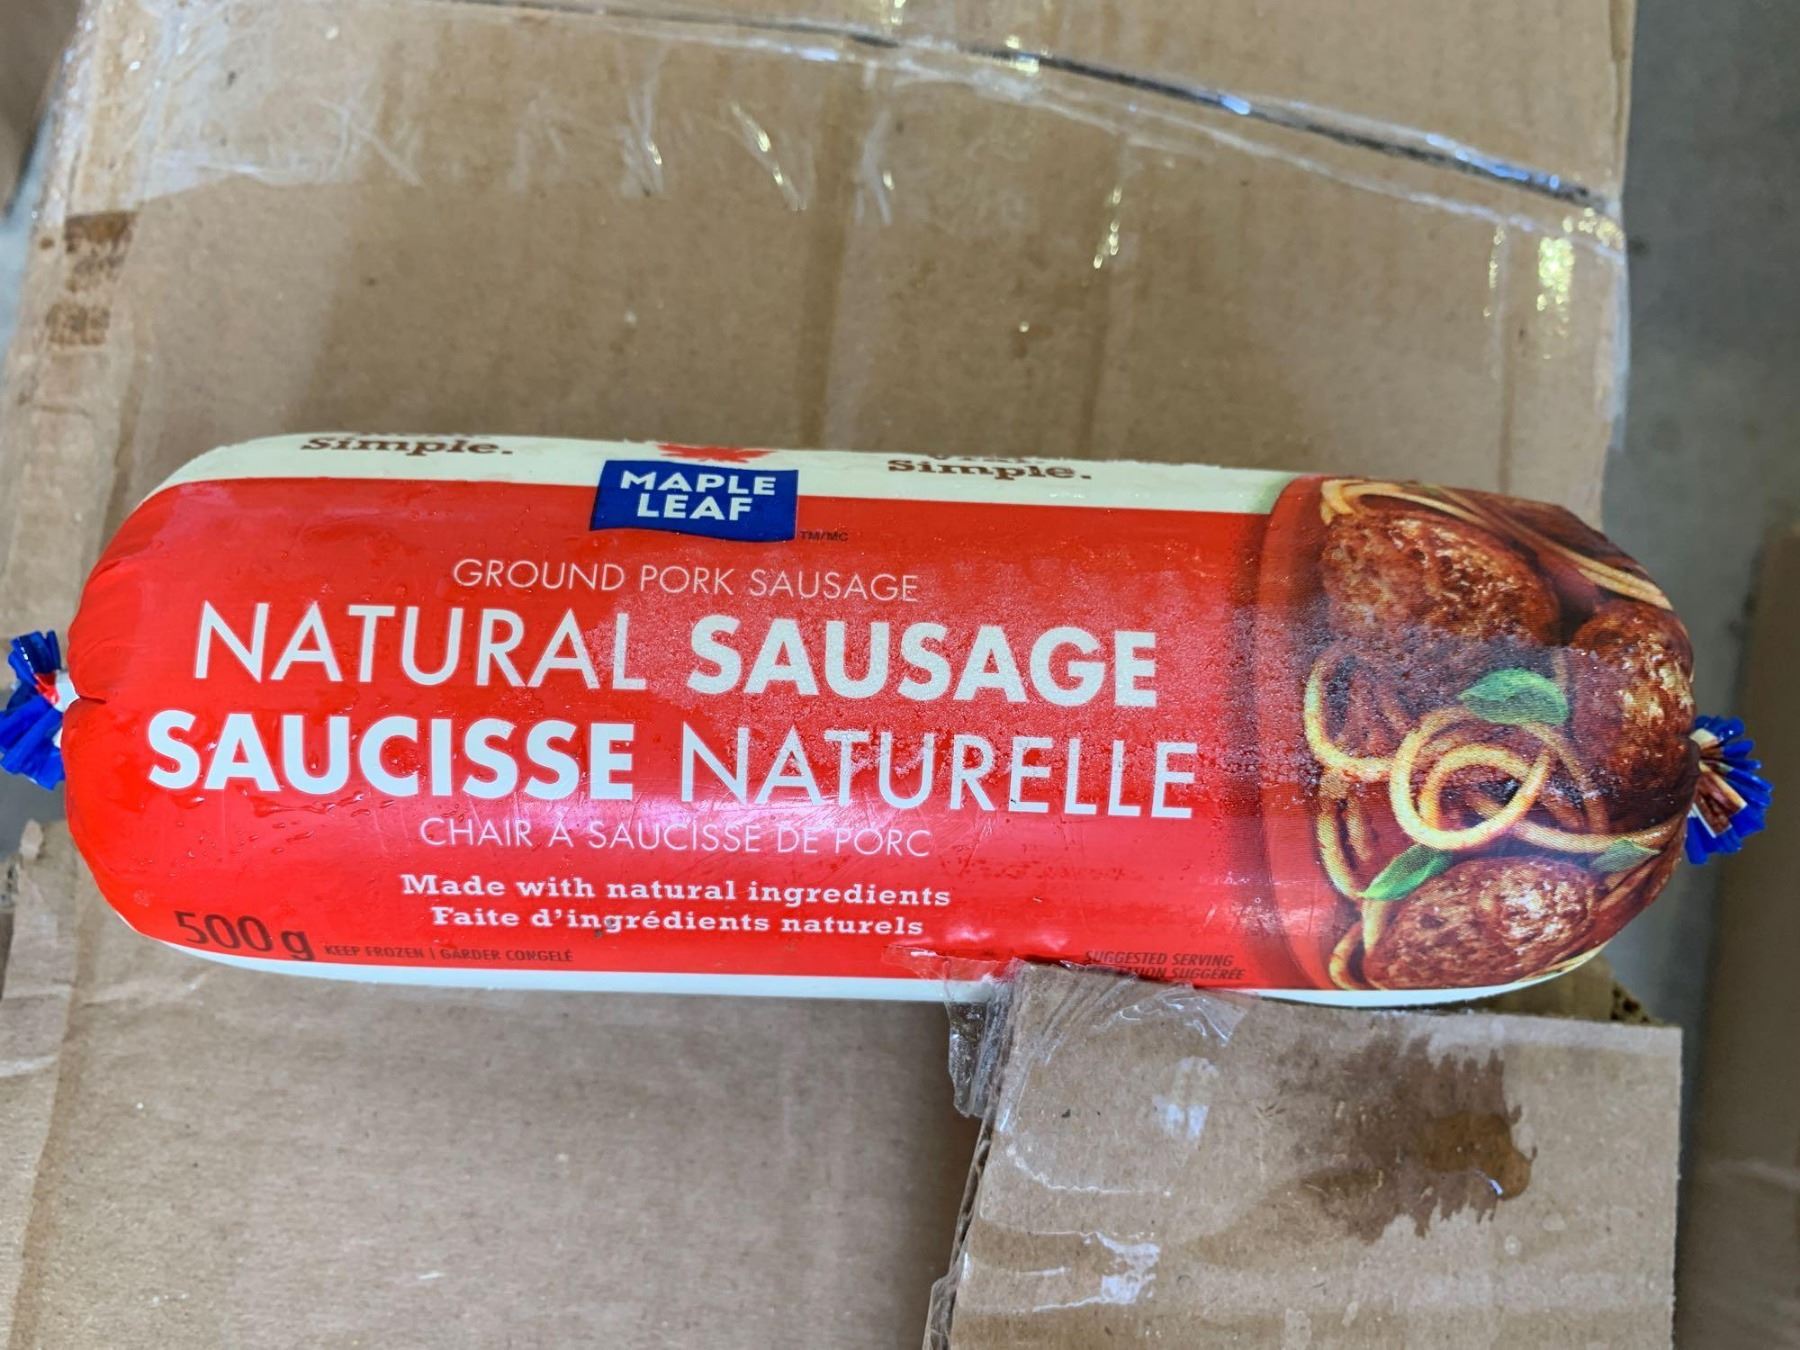 Simple.
MAPLE
LEAF
TM/MC
Simple.
GROUND PORK SAUSAGE
NATURAL SAUSAGE
SAUCISSE NATURELLE
CHAIR À SAUCISSE DE PORC
Made with natural ingredients
Faite d'ingrédients naturels
500 g
KEEP FROZEN | GARDER CONGELÉ
SUGGESTED SERVING
SUGGÉRÉE